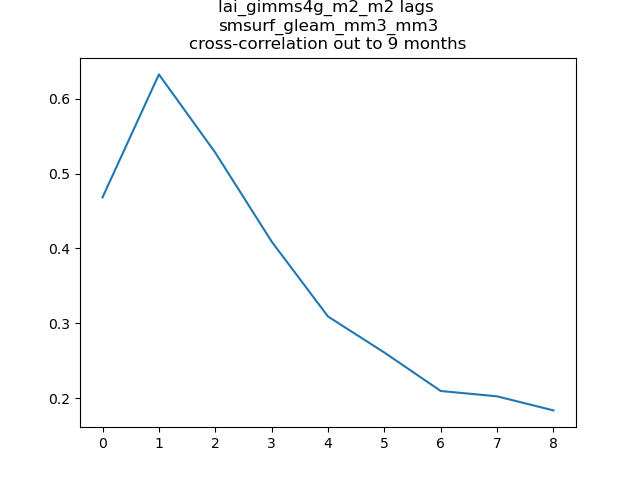 lai_gimms4g_m2_m2 lags
smsurf_gleam_mm3_mm3
cross-correlation out to 9 months
0.6
0.5
0.4
0.3
0.2
0 1 2 3 4 5 6 7 8